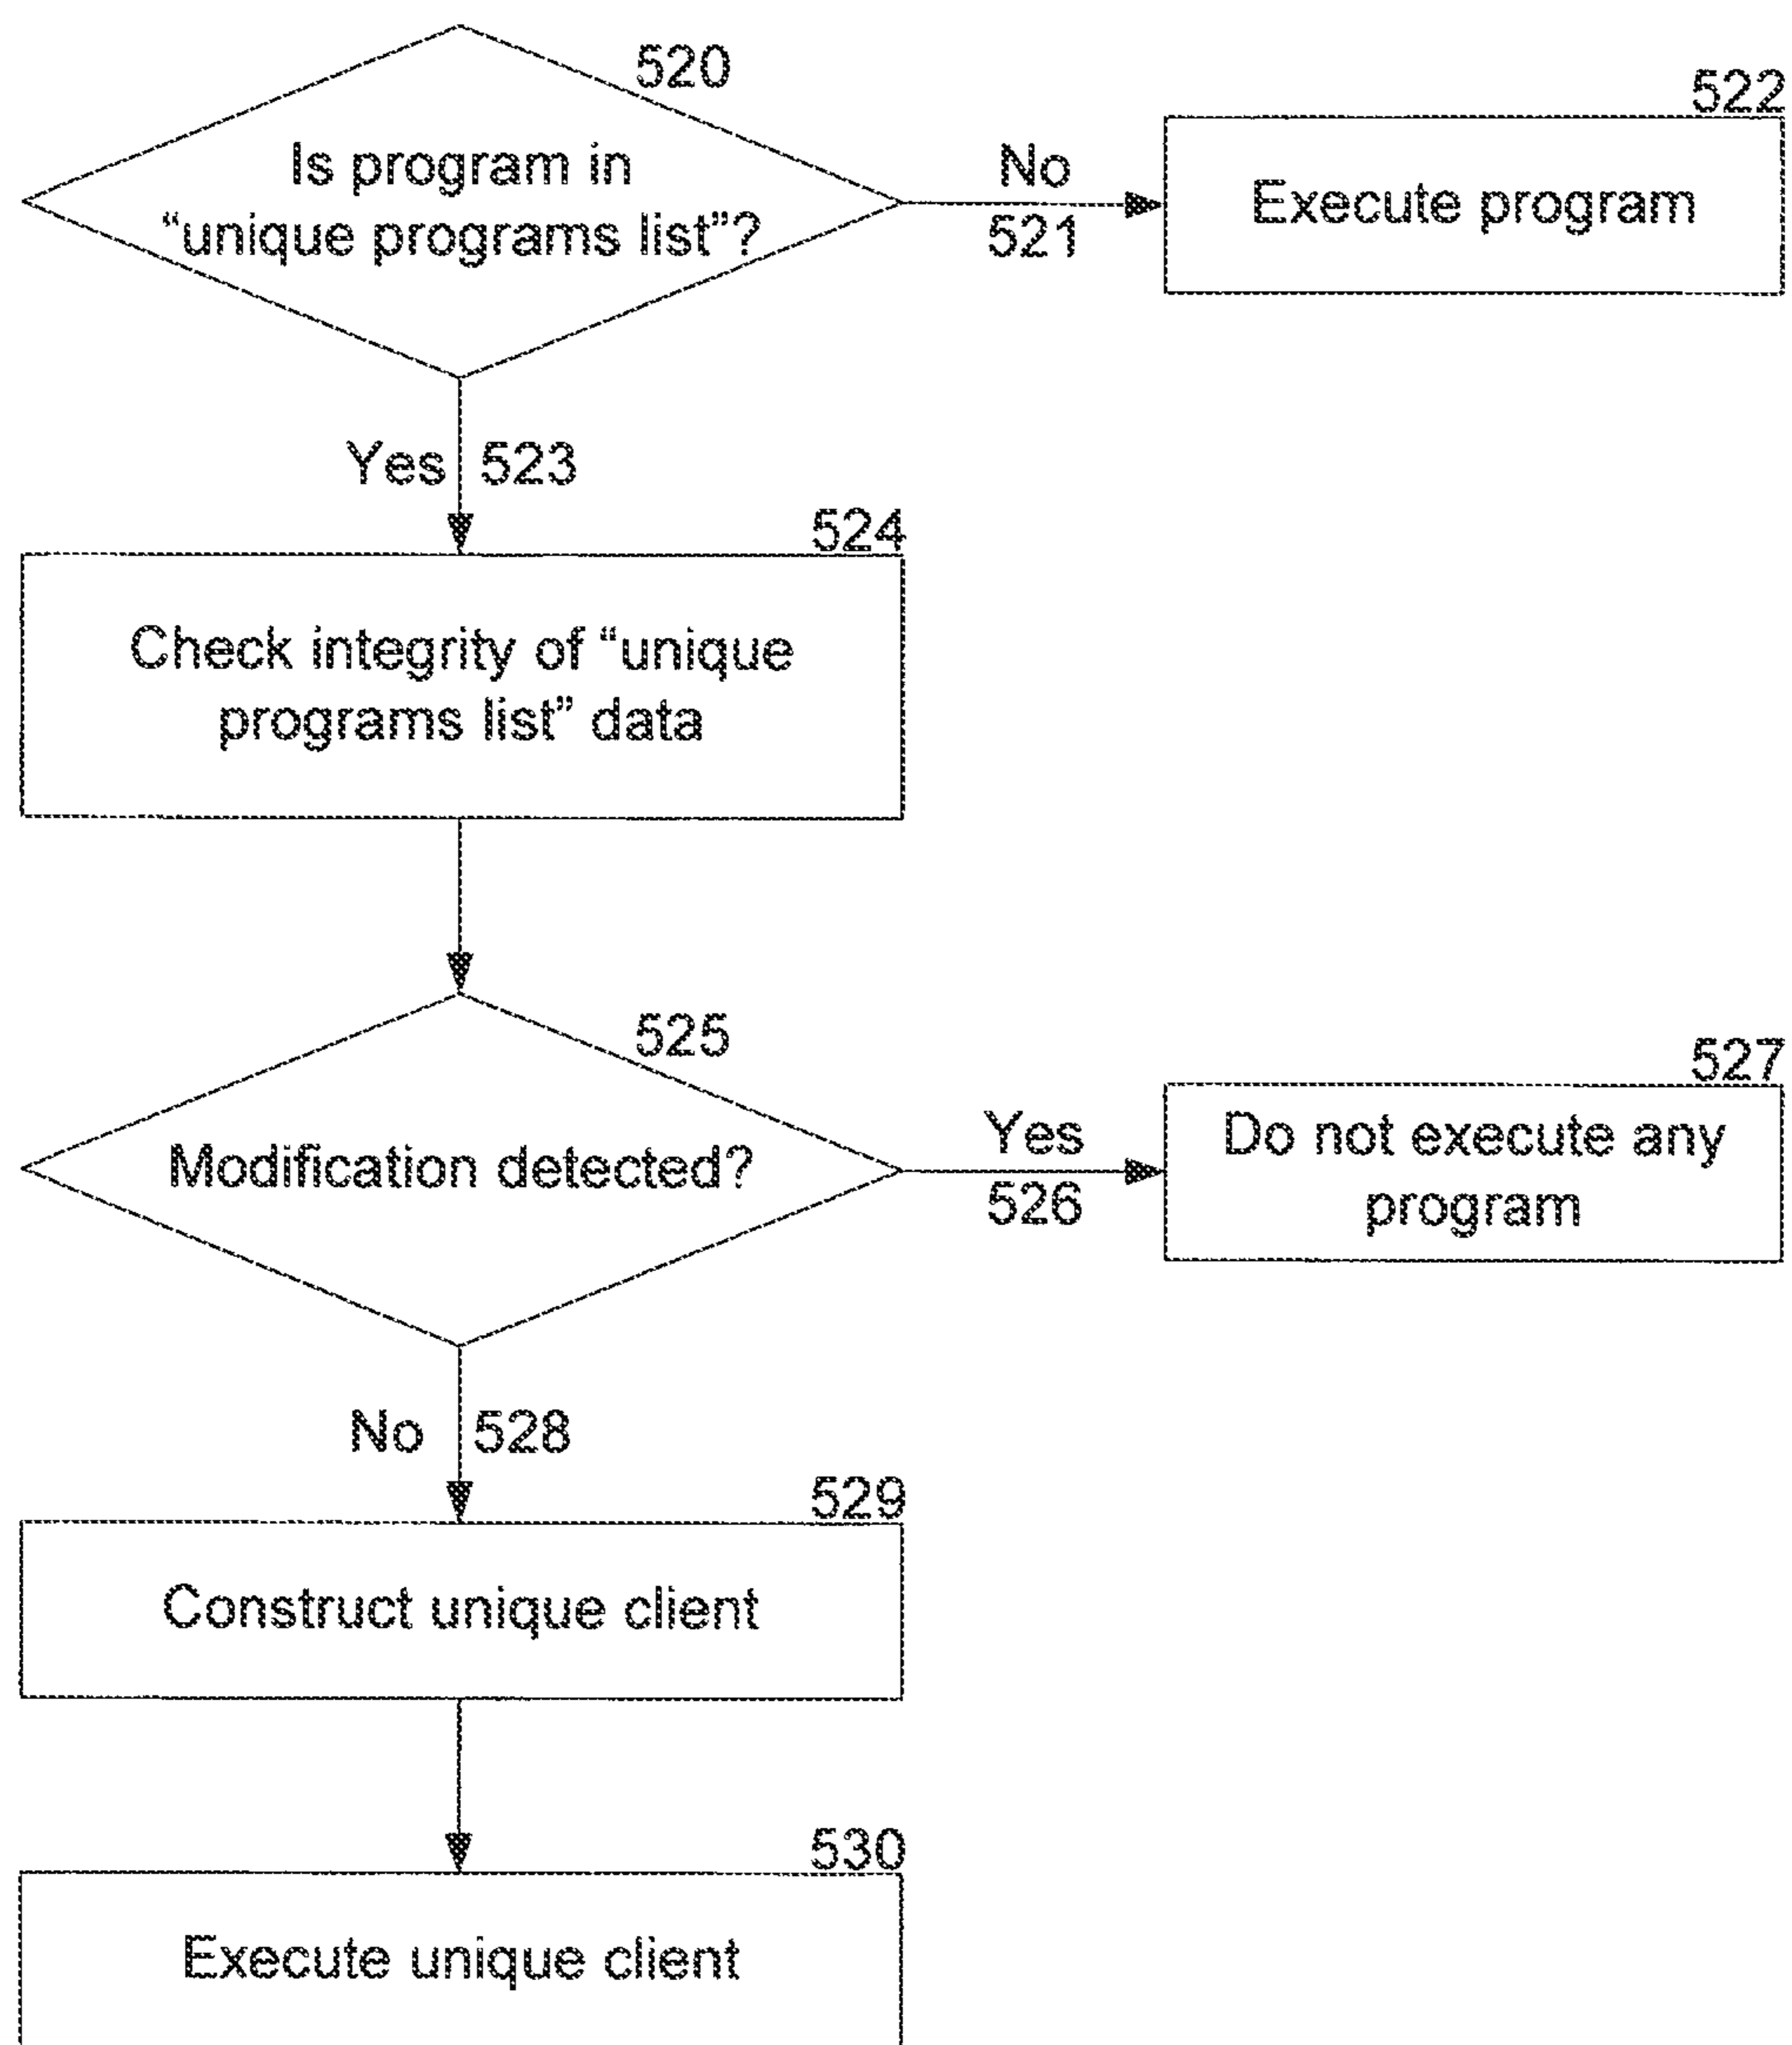 520
Is program in
“unique programs list”?
No
521
522
Execute program
Yes 523
524
Check integrity of “unique
programs list” data
525
Modification detected?
Yes
526
527
Do not execute any
program
No 528
529
Construct unique client
530
Execute unique client